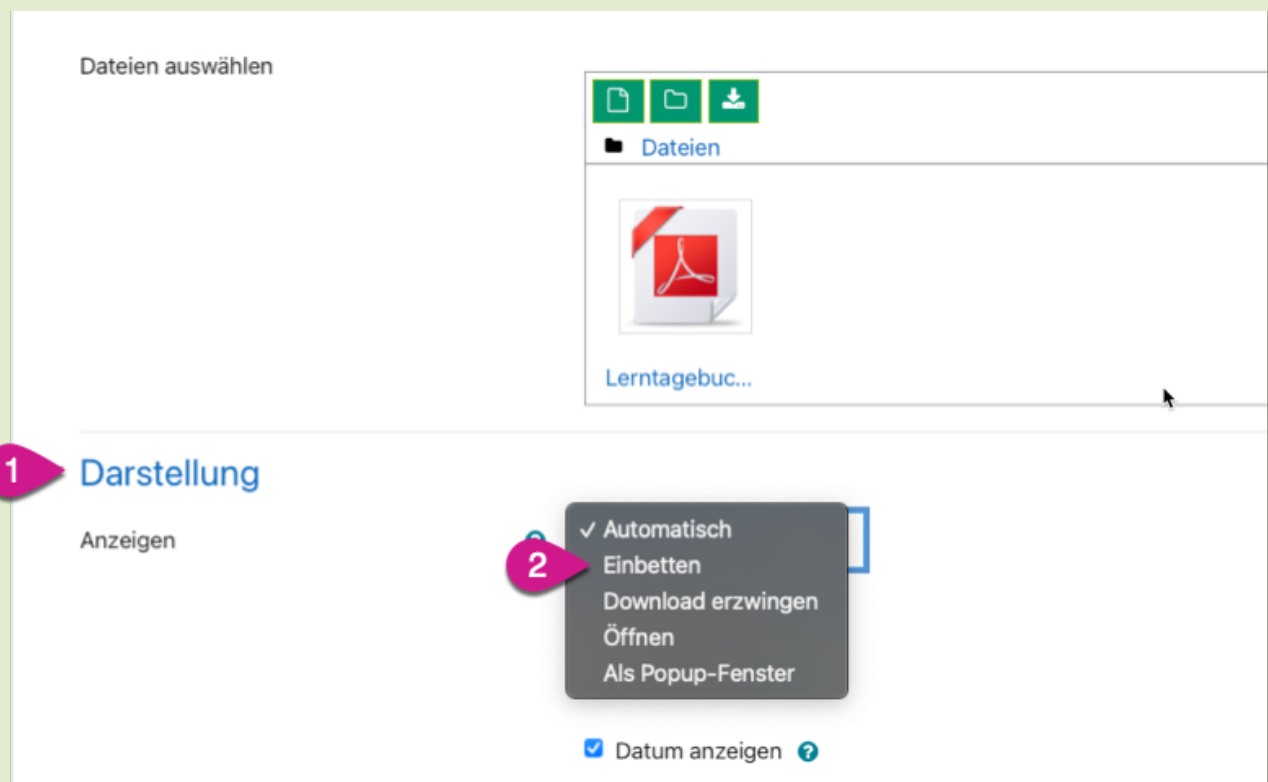 Dateien auswählen
Dateien
Lerntagebuc...
1
Darstellung
Anzeigen
✓ Automatisch
2
Einbetten
Download erzwingen
Öffnen
Als Popup-Fenster
Datum anzeigen